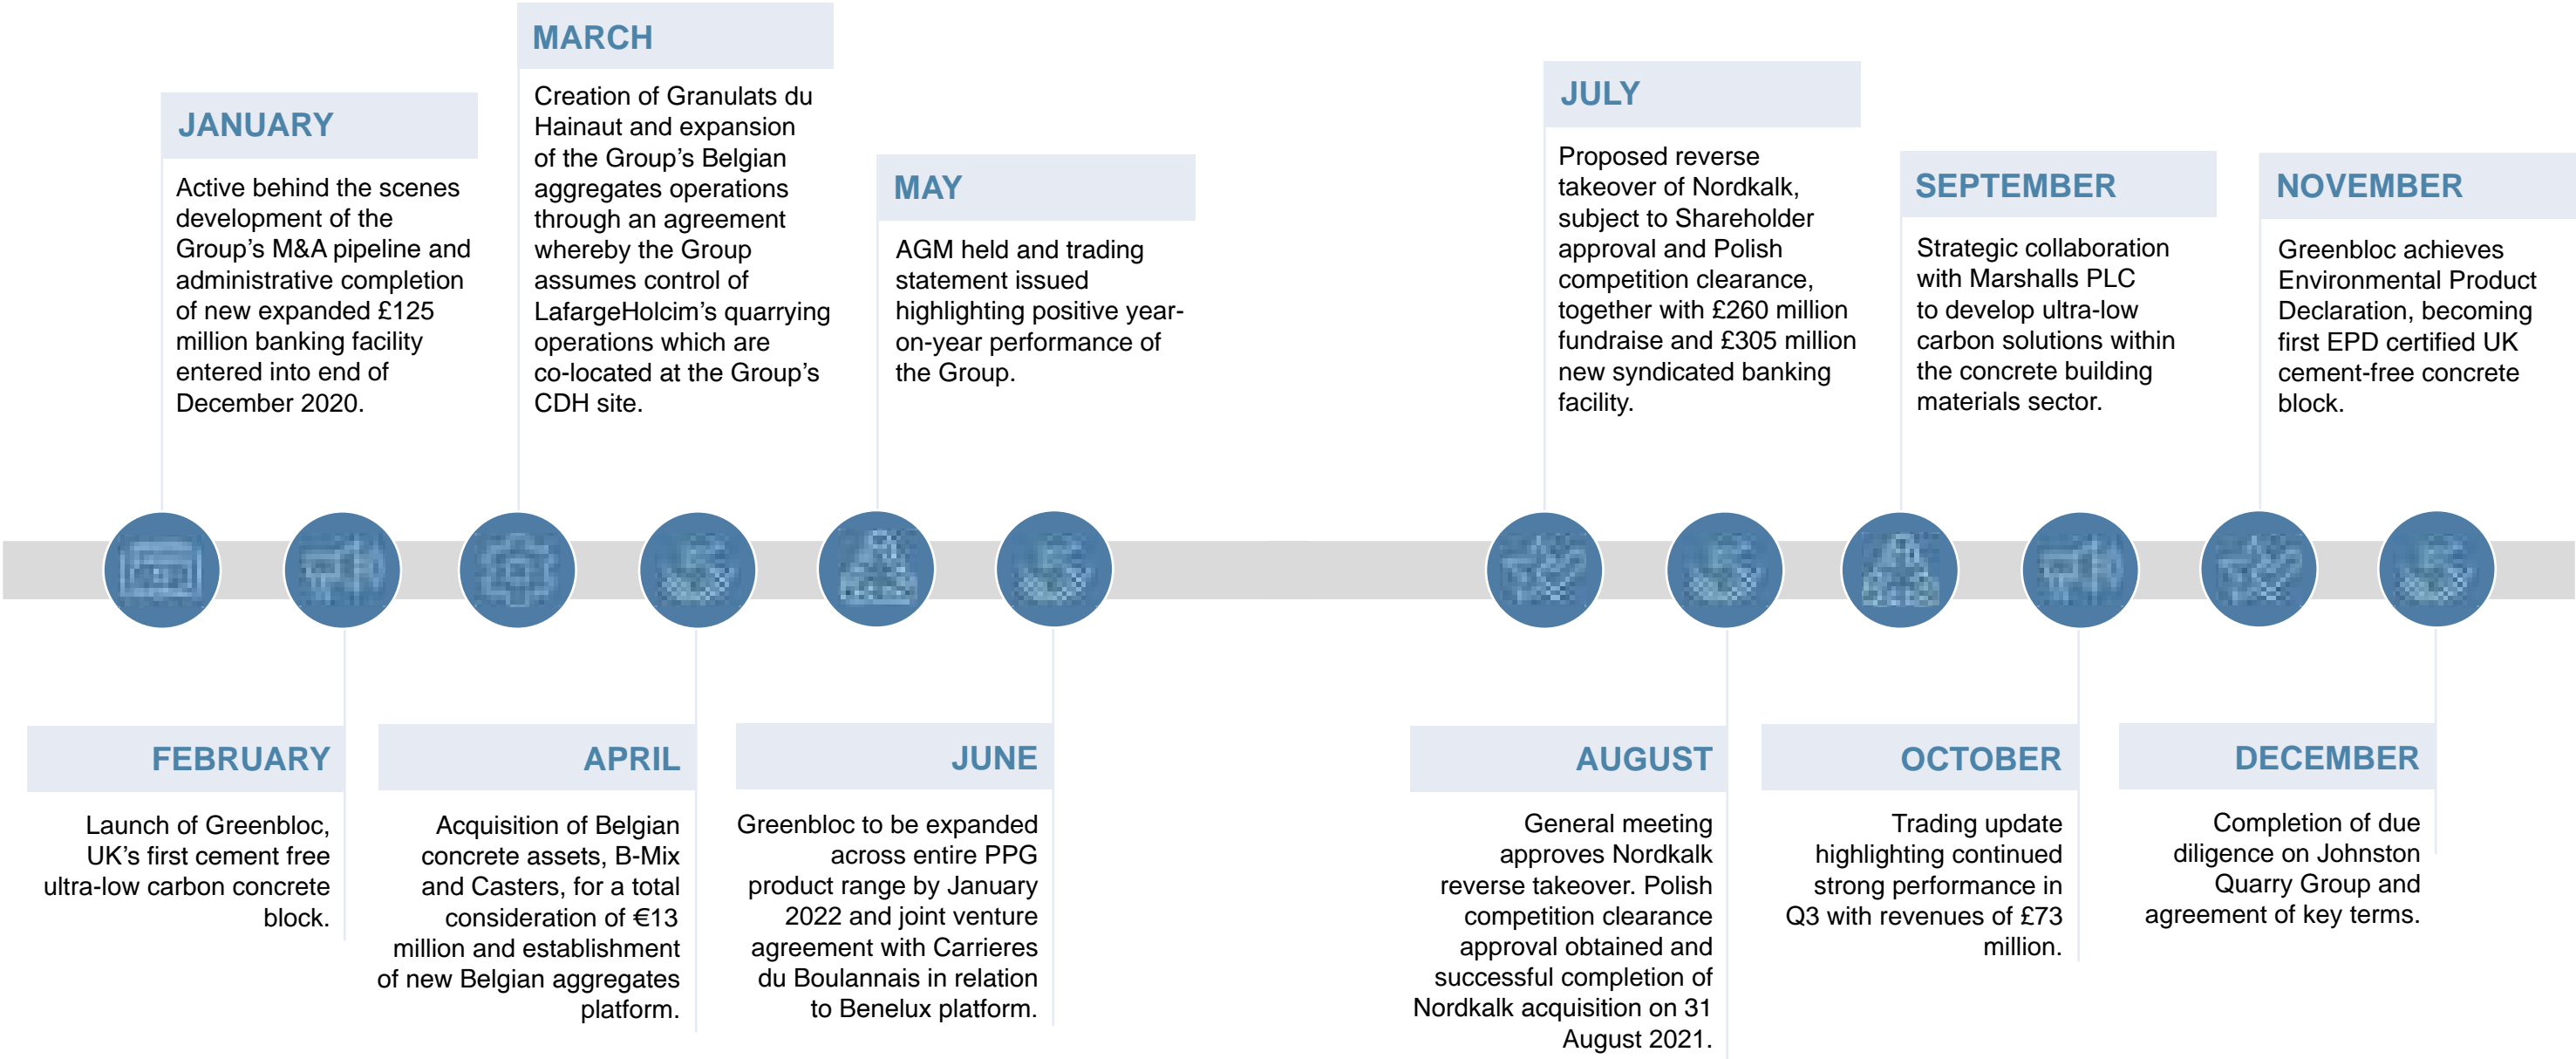 JANUARY
Active behind the scenes
development of the
Group's M&A pipeline and
administrative completion
of new expanded £125
million banking facility
entered into end of
December 2020.
FEBRUARY
Launch of Greenbloc,
UK's first cement free
ultra-low carbon concrete
block.
MARCH
Creation of Granulats du
Hainaut and expansion
of the Group's Belgian
aggregates operations
through an agreement
whereby the Group
assumes control of
LafargeHolcim's quarrying
operations which are
co-located at the Group's
CDH site.
APRIL
Acquisition of Belgian
concrete assets, B-Mix
and Casters, for a total
consideration of €13
million and establishment
of new Belgian aggregates
platform.
MAY
AGM held and trading
statement issued
highlighting positive year-
on-year performance of
the Group.
JUNE
Greenbloc to be expanded
across entire PPG
product range by January
2022 and joint venture
agreement with Carrieres
du Boulannais in relation
to Benelux platform.
JULY
Proposed reverse
takeover of Nordkalk,
subject to Shareholder
approval and Polish
competition clearance,
together with £260 million
fundraise and £305 million
new syndicated banking
facility.
AUGUST
General meeting
approves Nordkalk
reverse takeover. Polish
competition clearance
approval obtained and
successful completion of
Nordkalk acquisition on 31
August 2021.
SEPTEMBER
Strategic collaboration
with Marshalls PLC
to develop ultra-low
carbon solutions within
the concrete building
materials sector.
OCTOBER
Trading update
highlighting continued
strong performance in
Q3 with revenues of £73
million.
NOVEMBER
Greenbloc achieves
Environmental Product
Declaration, becoming
first EPD certified UK
cement-free concrete
block.
DECEMBER
Completion of due
diligence on Johnston
Quarry Group and
agreement of key terms.